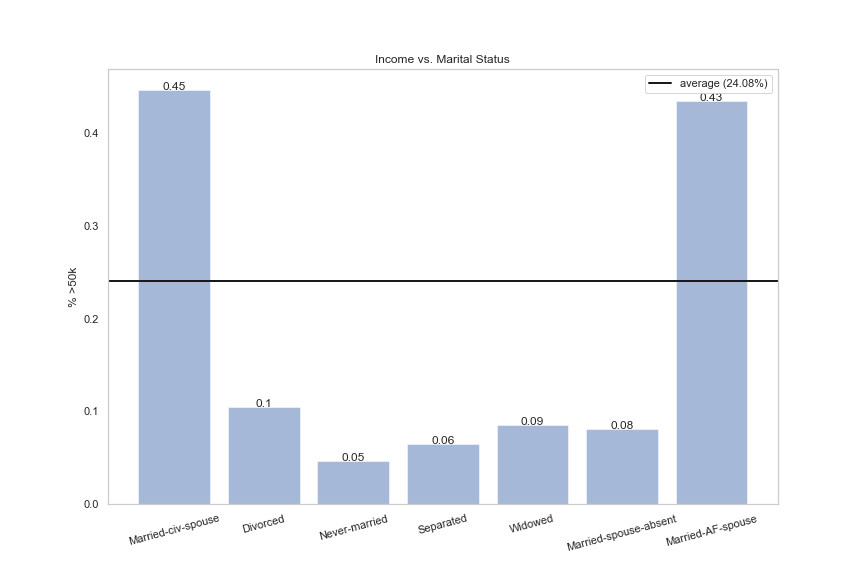 Income vs. Marital Status
average (24.08%)
0.45
0.1
0.05
0.06
0.09
0.08
0.43
% >50k
0.4
0.3
0.2
0.1
0.0
Married-civ-spouse
Divorced
Never-married
Separated
Widowed
Married-spouse-absent
Married-AF-spouse